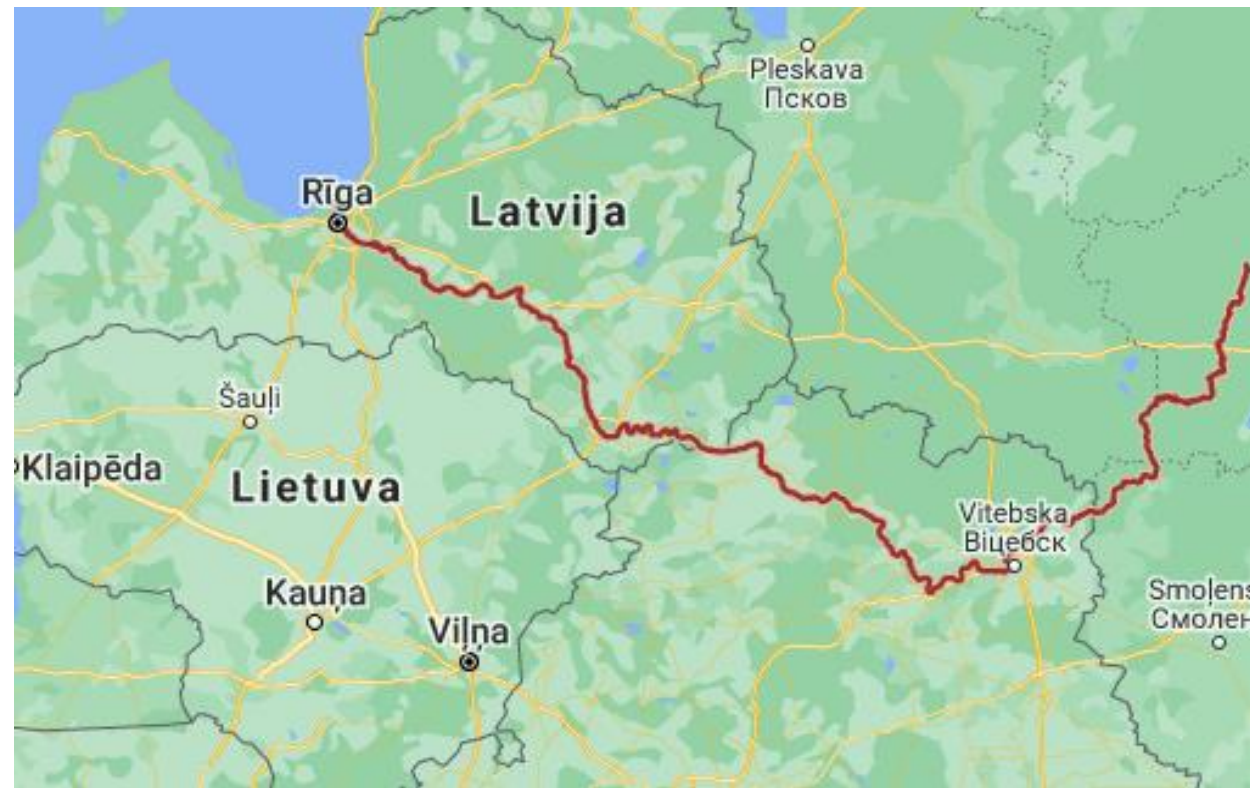 Pleskava
Псков
Rīga
Latvija
Šauļi
Klaipēda
Lietuva
Vitebska
Віцебск
Kauņa
Viļņa
Smoļens
Смолен